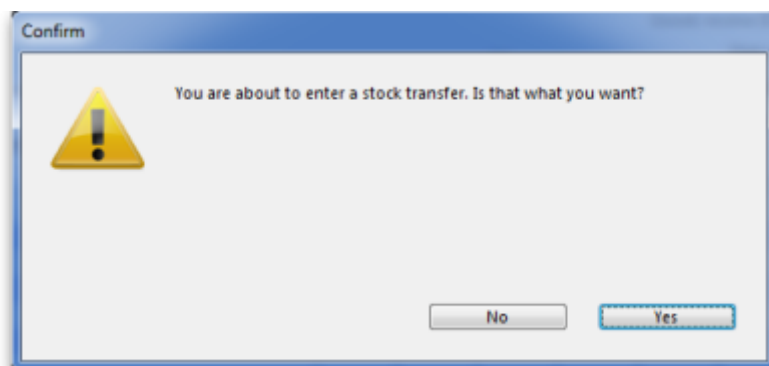 Confirm
You are about to enter a stock transfer. Is that what you want?
No
Yes